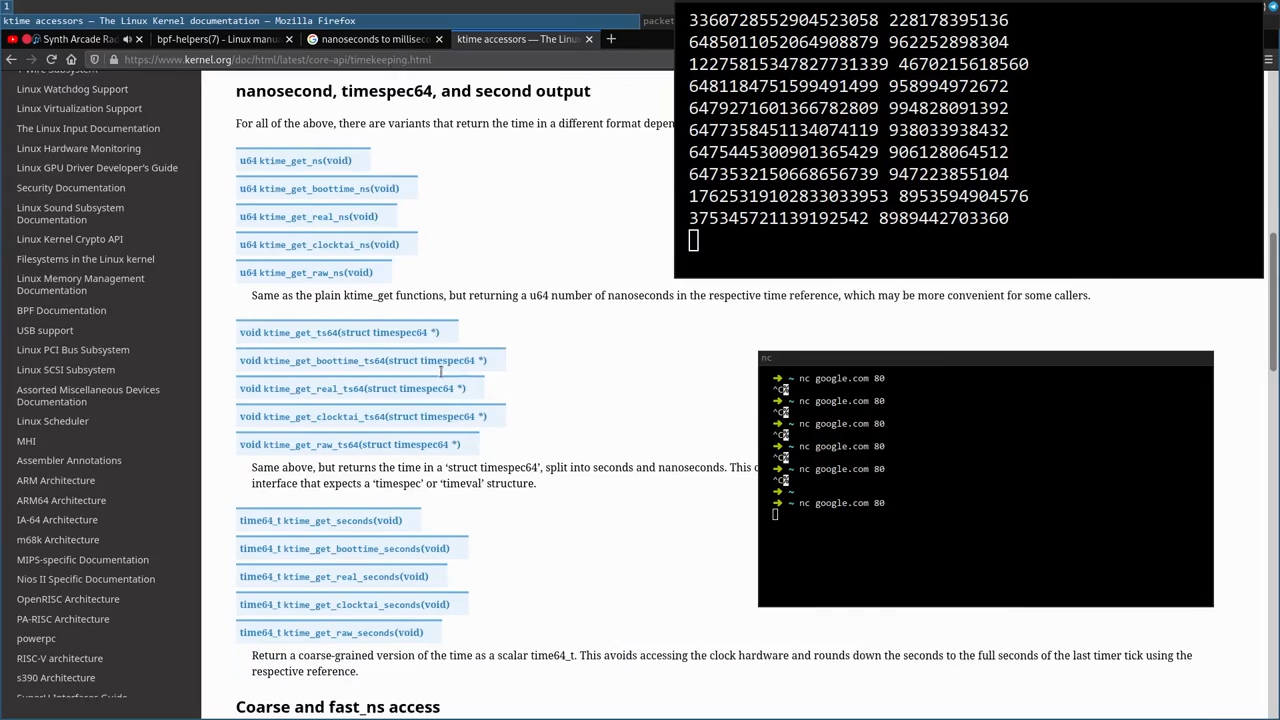 1
ktime accessors — The Linux Kernel documentation — Mozilla Firefox
packet
Synth Arcade Ra
bpf-helpers(7) - Linux manu
nanoseconds to millisec
ktime accessors — The Linu
https://www.kernel.org/doc/html/latest/core-api/timekeeping.html
Linux Watchdog Support
Linux Virtualization Support
The Linux Input Documentation
Linux Hardware Monitoring
Linux GPU Driver Developer's Guide
Security Documentation
Linux Sound Subsystem
Documentation
Linux Kernel Crypto API
Filesystems in the Linux kernel
Linux Memory Management
Documentation
BPF Documentation
USB support
Linux PCI Bus Subsystem
Linux SCSI Subsystem
Assorted Miscellaneous Devices
Documentation
Linux Scheduler
MHI
Assembler Annotations
ARM Architecture
ARM64 Architecture
IA-64 Architecture
m68k Architecture
MIPS-specific Documentation
Nios II Specific Documentation
OpenRISC Architecture
PA-RISC Architecture
powerpc
RISC-V architecture
s390 Architecture
SuperH Interfaces Guide
nanosecond, timespec64, and second output
For all of the above, there are variants that return the time in a different format depen
u64 ktime_get_ns(void)
u64 ktime_get_boottime_ns(void)
u64 ktime_get_real_ns(void)
u64 ktime_get_clocktai_ns(void)
u64 ktime_get_raw_ns(void)
Same as the plain ktime_get functions, but returning a u64 number of nanoseconds in the respective time reference, which may be more convenient for some callers.
void ktime_get_ts64(struct timespec64 *)
void ktime_get_boottime_ts64(struct timespec64 *)
void ktime_get_real_ts64(struct timespec64 *)
void ktime_get_clocktai_ts64(struct timespec64 *)
void ktime_get_raw_ts64(struct timespec64 *)
Same above, but returns the time in a ‘struct timespec64’, split into seconds and nanoseconds. This c
interface that expects a ‘timespec’ or ‘timeval’ structure.
time64_t ktime_get_seconds(void)
time64_t ktime_get_boottime_seconds(void)
time64_t ktime_get_real_seconds(void)
time64_t ktime_get_clocktai_seconds(void)
time64_t ktime_get_raw_seconds(void)
Return a coarse-grained version of the time as a scalar time64_t. This avoids accessing the clock hardware and rounds down the seconds to the full seconds of the last timer tick using the
respective reference.
Coarse and fast_ns access
3360728552904523058 228178395136
6485011052064908879 962252898304
12275815347827731339 4670215618560
6481184751599491499 958994972672
6479271601366782809 994828091392
6477358451134074119 938033938432
6475445300901365429 906128064512
6473532150668656739 947223855104
17625319102833033953 8953594904576
375345721139192542 8989442703360
nc
➜ ~ nc google.com 80
^C%
➜ ~ nc google.com 80
^C%
➜ ~ nc google.com 80
^C%
➜ ~ nc google.com 80
^C%
➜ ~ nc google.com 80
^C%
➜ ~
➜ ~ nc google.com 80